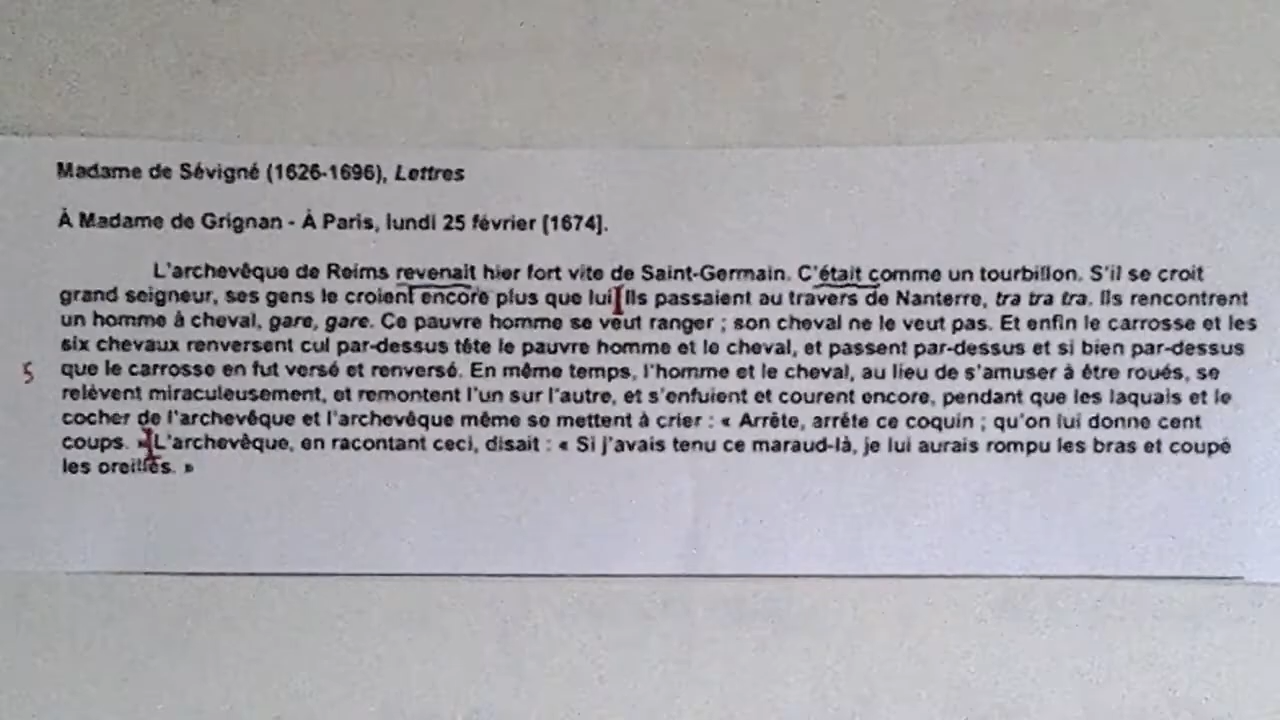 Madame de Sévigné (1626-1696), Lettres
À Madame de Grignan - À Paris, lundi 25 février [1674].
L'archevêque de Reims revenait hier fort vite de Saint-Germain. C'était comme un tourbillon. S'il se croit
grand seigneur, ses gens le croient encore plus que lui. Ils passaient au travers de Nanterre, tra tra tra. Ils rencontrent
un homme à cheval, gare, gare. Ce pauvre homme se veut ranger ; son cheval ne le veut pas. Et enfin le carrosse et les
six chevaux renversent cul par-dessus tête le pauvre homme et le cheval, et passent par-dessus et si bien par-dessus
5 que le carrosse en fut versé et renversé. En même temps, l'homme et le cheval, au lieu de s'amuser à être roués, se
relèvent miraculeusement, et remontent l'un sur l'autre, et s'enfuient et courent encore, pendant que les laquais et le
cocher de l'archevêque et l'archevêque même se mettent à crier : « Arrête, arrête ce coquin ; qu'on lui donne cent
coups. » L'archevêque, en racontant ceci, disait : « Si j'avais tenu ce maraud-là, je lui aurais rompu les bras et coupé
les oreilles. »